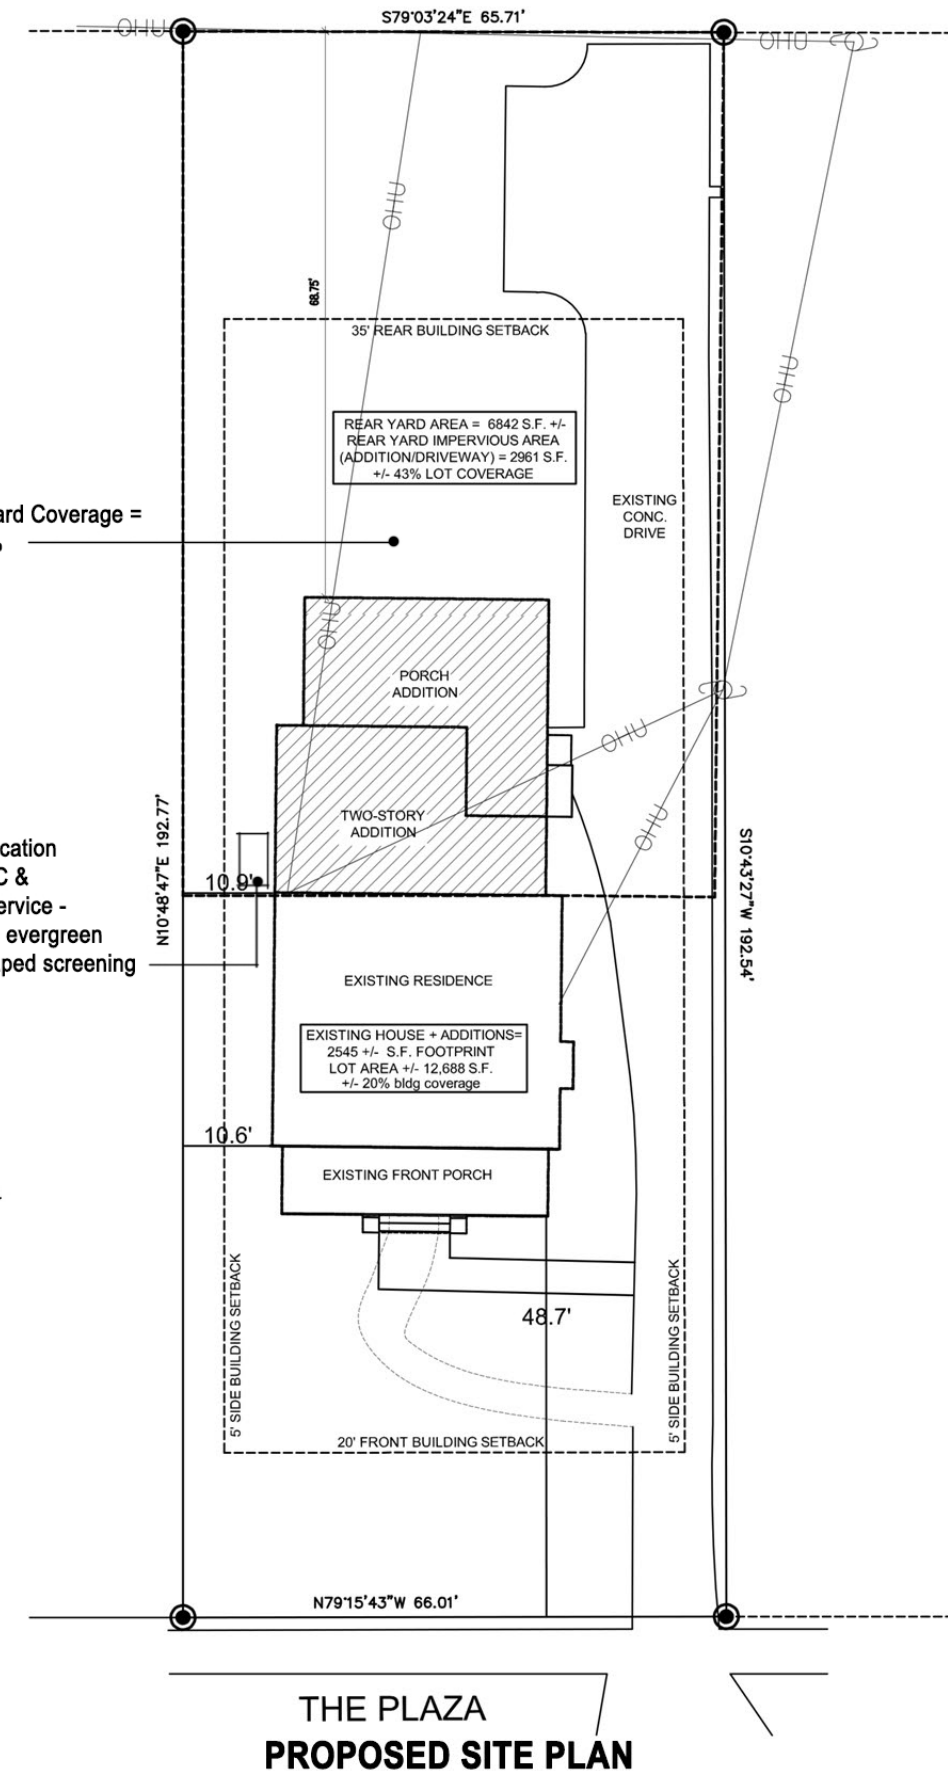 S79°03'24"E 65.71'
OHU
OHU
OHU
68.75'
35' REAR BUILDING SETBACK
OHU
REAR YARD AREA = 6842 S.F. +/-
REAR YARD IMPERVIOUS AREA
(ADDITION/DRIVEWAY) = 2961 S.F.
+/- 43% LOT COVERAGE
EXISTING
CONC.
DRIVE
ard Coverage =
OHU
PORCH
ADDITION
OHU
TWO-STORY
ADDITION
OHU
N10°48'47"E 192.77'
S10°43'27"W 192.54'
cation
C &
ervice -
evergreen
ped screening
10.9'
EXISTING RESIDENCE
EXISTING HOUSE + ADDITIONS=
2545 +/- S.F. FOOTPRINT
LOT AREA +/- 12,688 S.F.
+/- 20% bldg coverage
10.6'
EXISTING FRONT PORCH
48.7'
5' SIDE BUILDING SETBACK
5' SIDE BUILDING SETBACK
20' FRONT BUILDING SETBACK
N79°15'43"W 66.01'
THE PLAZA
PROPOSED SITE PLAN